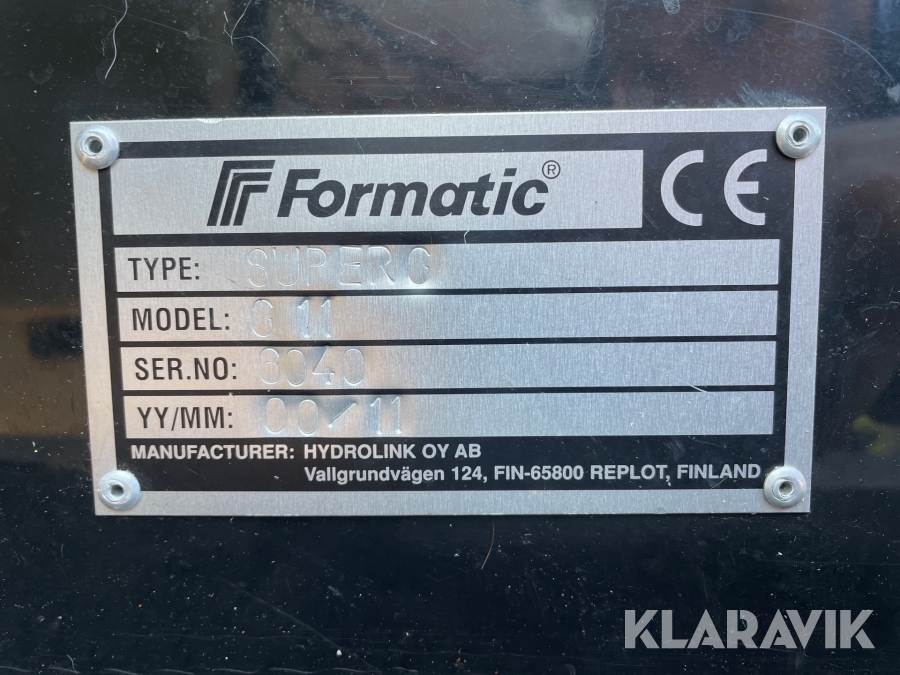 Formatic® CE
TYPE: SUPER G
MODEL: G 11
SER.NO: 6040
YY/MM: 00/11
MANUFACTURER: HYDROLINK OY AB
Vallgrundvägen 124, FIN-65800 REPLOT, FINLAND
KLARAVIK